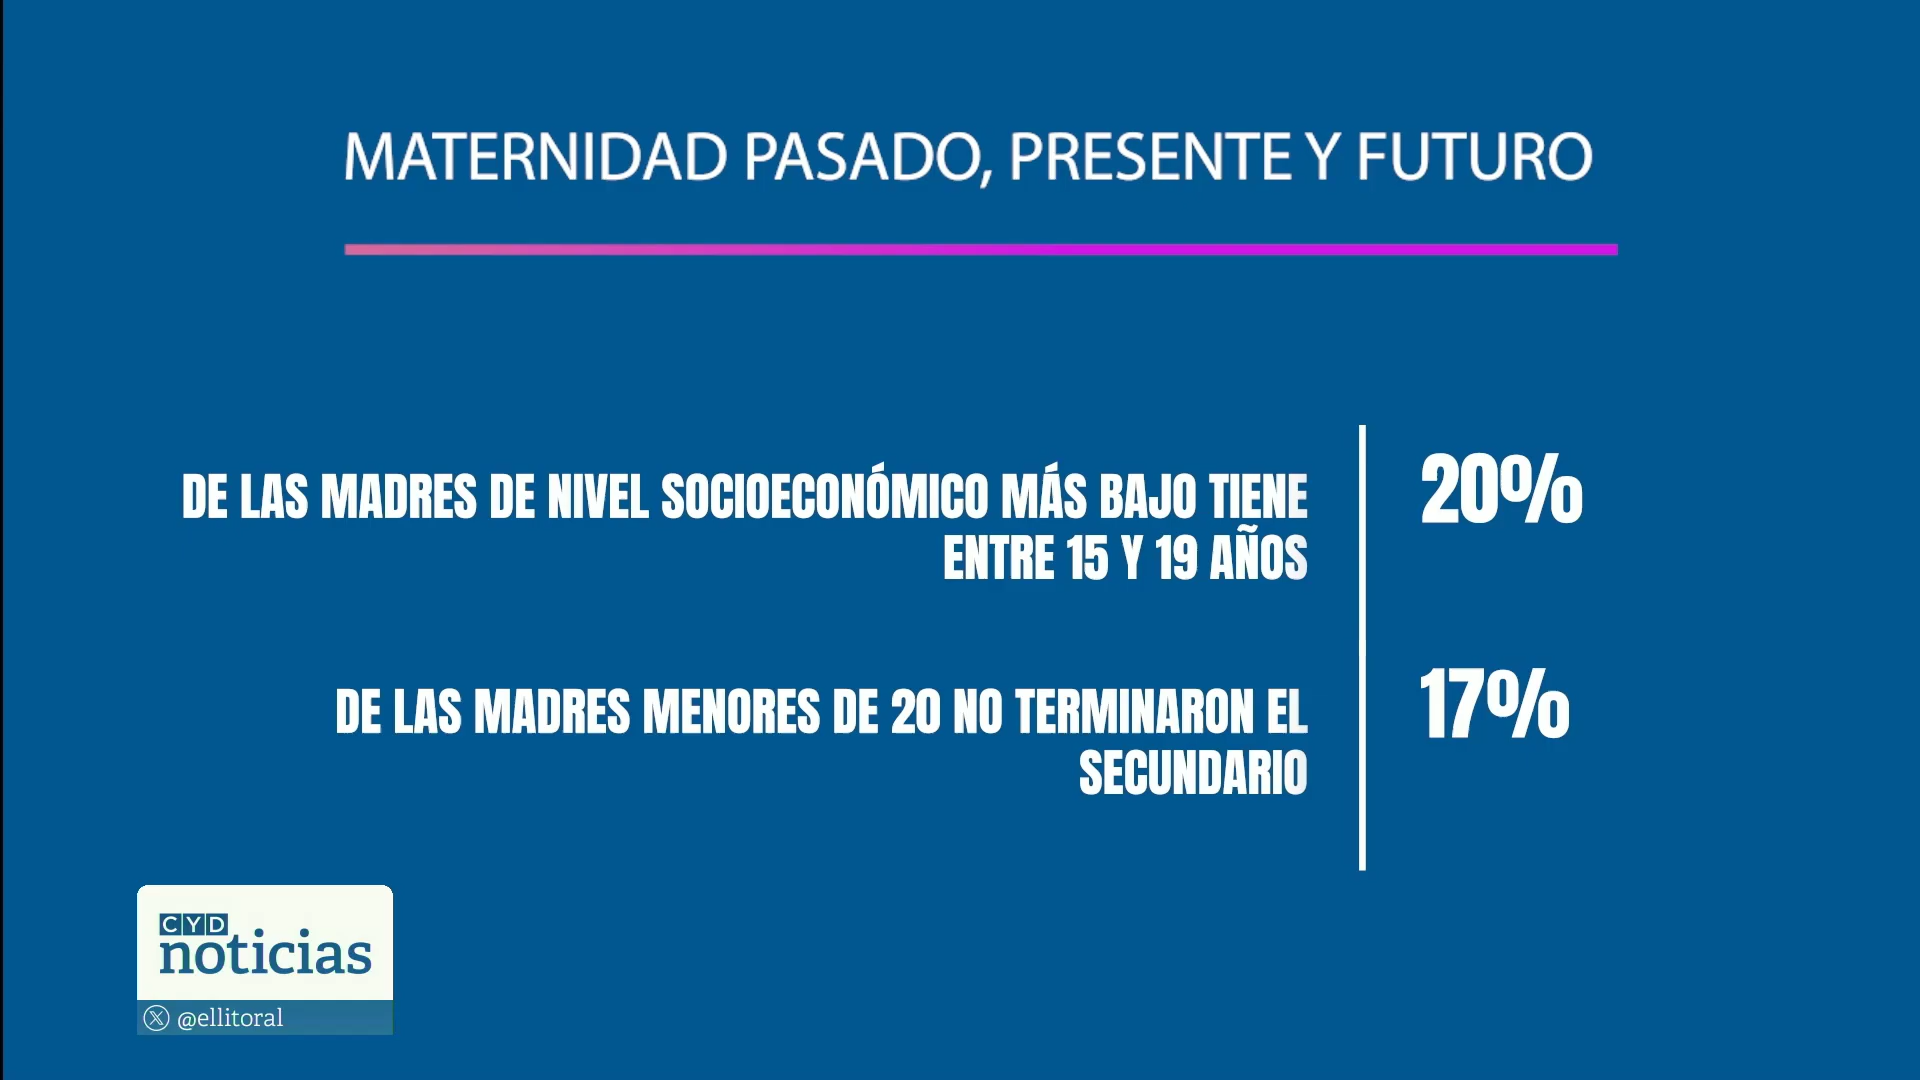 MATERNIDAD PASADO, PRESENTE Y FUTURO
DE LAS MADRES DE NIVEL SOCIOECONÓMICO MÁS BAJO TIENE
ENTRE 15 Y 19 AÑOS
20%
DE LAS MADRES MENORES DE 20 NO TERMINARON EL
SECUNDARIO
17%
CYD
noticias
@ellitoral